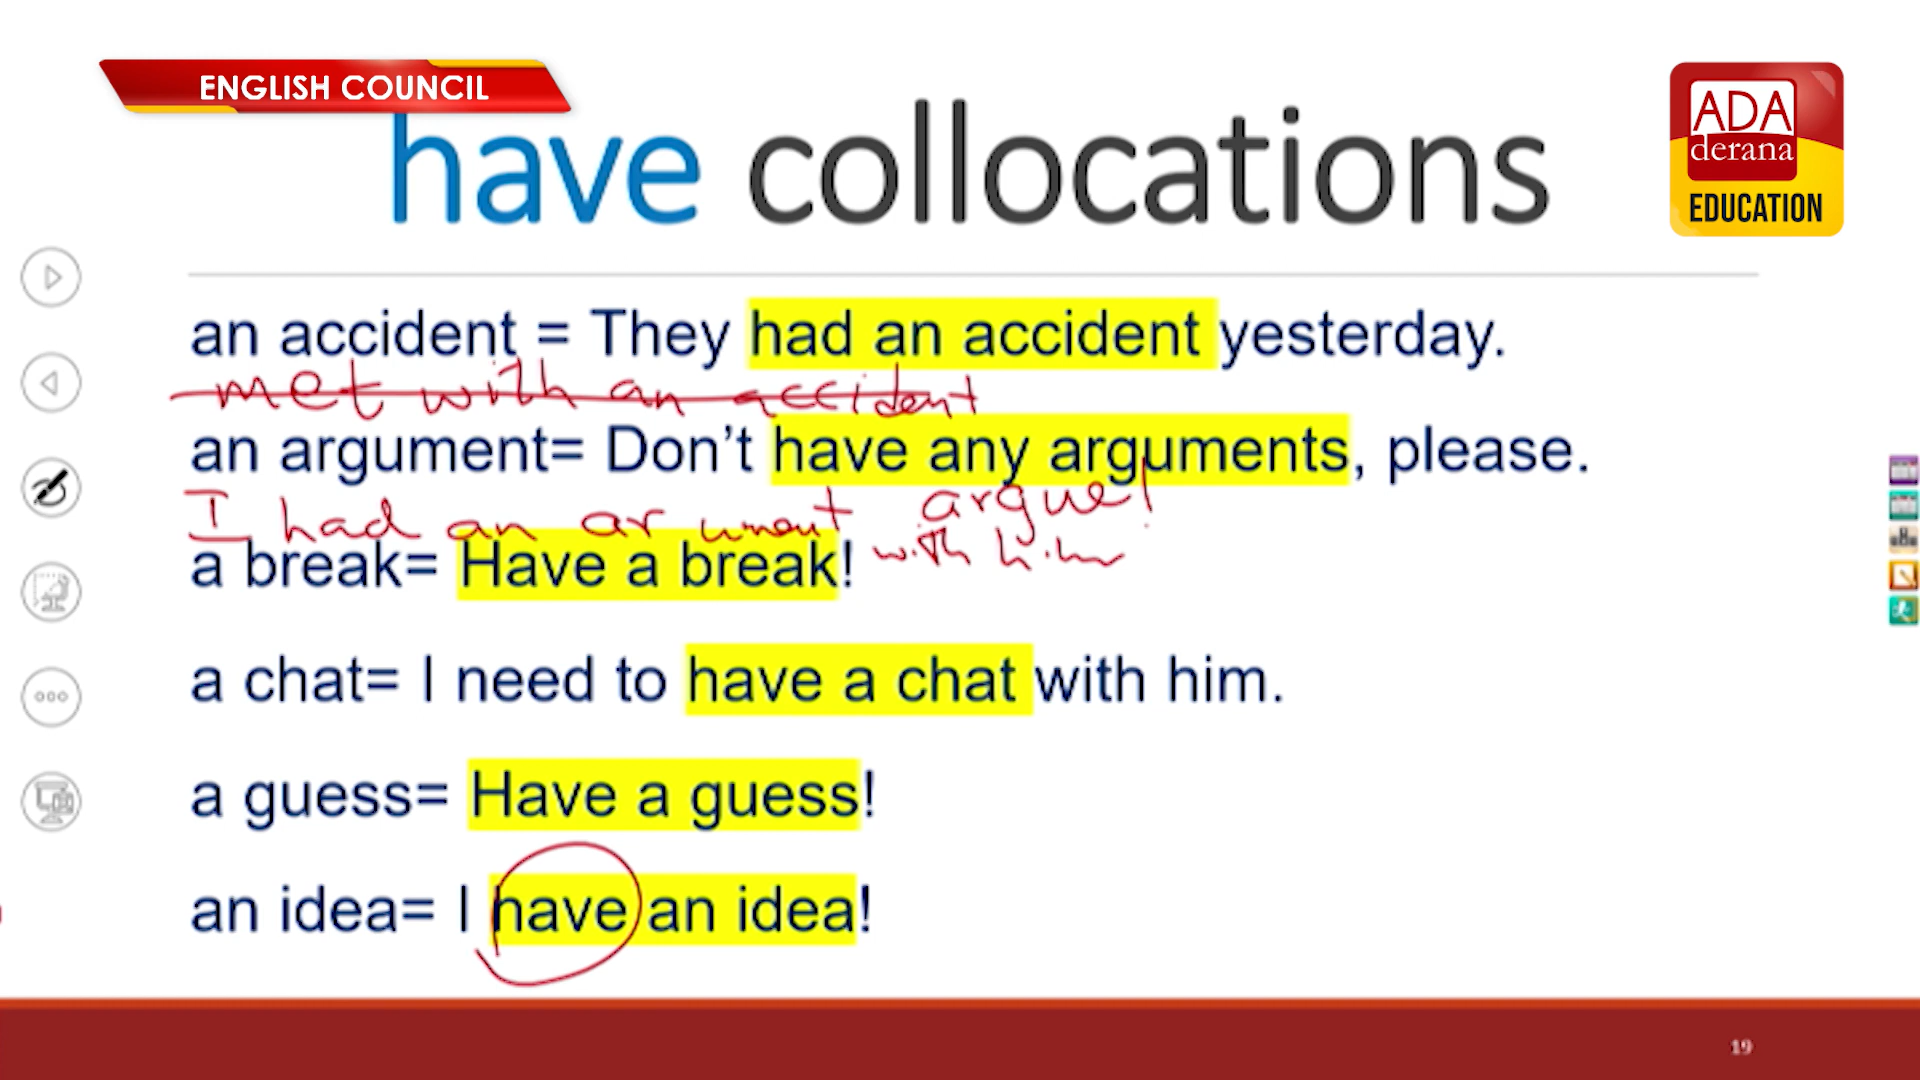 ENGLISH COUNCIL
have collocations
ADA
derana
EDUCATION
an accident = They had an accident yesterday.
met with an accident
an argument= Don't have any arguments, please.
argue!
I had an ar ument
with him
a break= Have a break!
a chat= I need to have a chat with him.
a guess= Have a guess!
an idea= I have an idea!
19